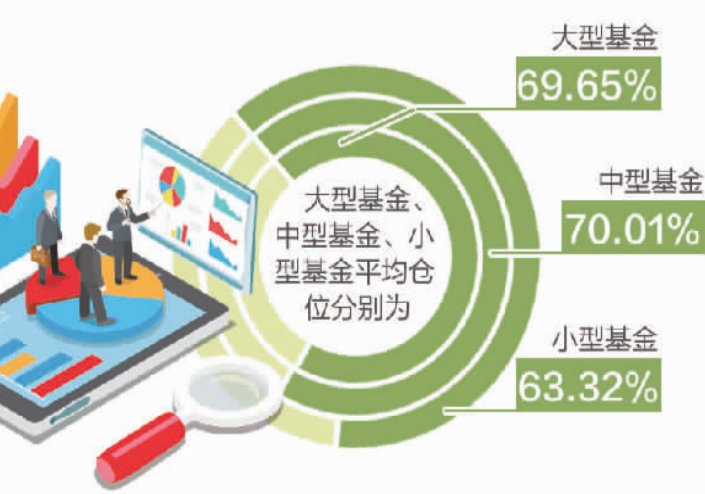 大型基金
69.65%
中型基金
70.01%
小型基金
63.32%
大型基金、
中型基金、小
型基金平均仓
位分别为